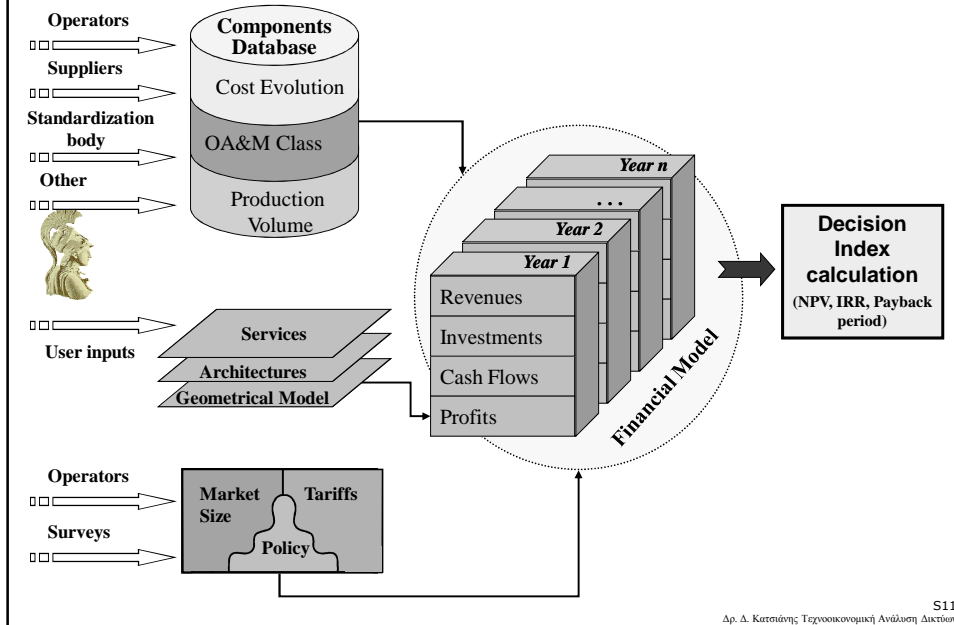 Operators
Suppliers
Standardization
body
Other
Components
Database
Cost Evolution
OA&M Class
Production
Volume
User inputs
Services
Architectures
Geometrical Model
Operators
Surveys
Market
Size
Tariffs
Policy
Year n
...
Year 2
Year 1
Revenues
Investments
Cash Flows
Profits
Financial Model
Decision
Index
calculation
(NPV, IRR, Payback
period)
S11
Δρ. Δ. Κατσιάνης Τεχνοοικονομική Ανάλυση Δικτύων